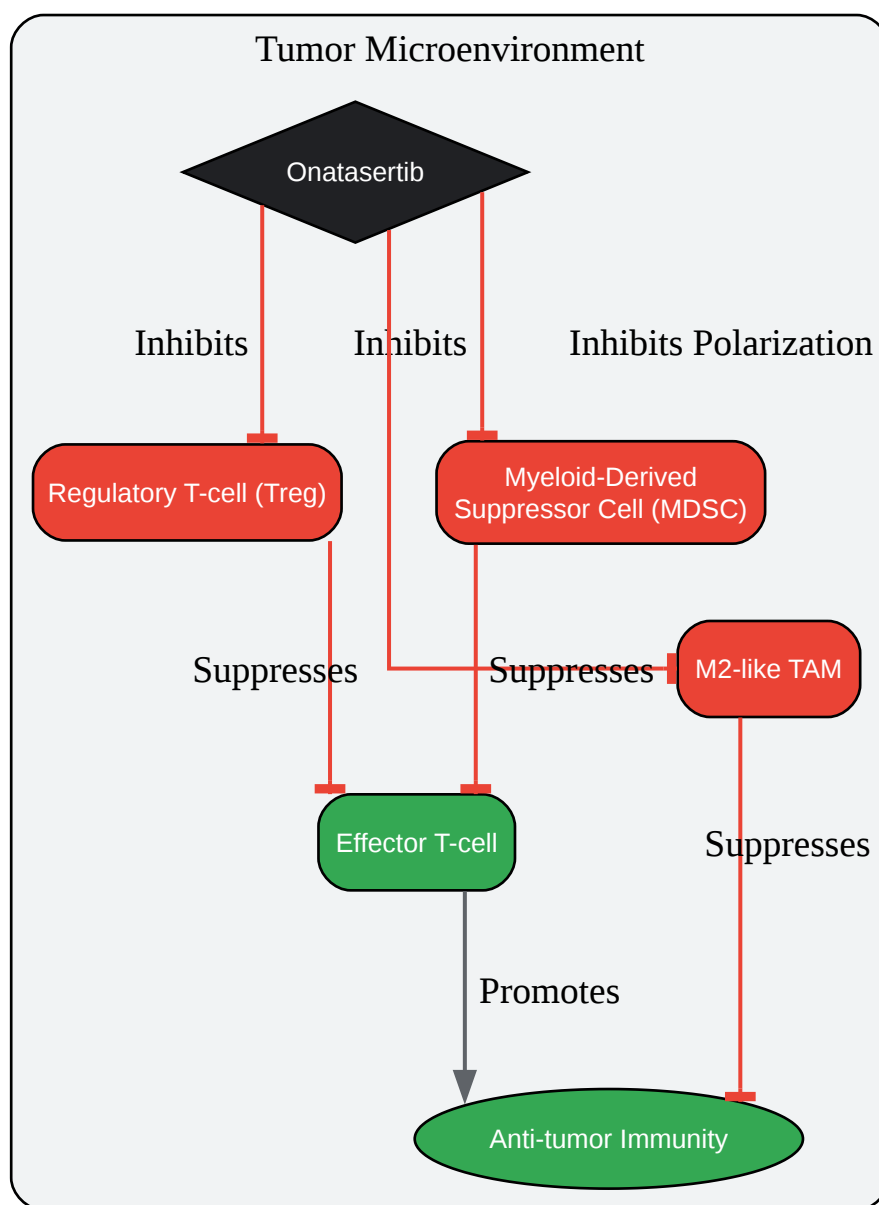 Tumor Microenvironment
Onatasertib
Inhibits
Inhibits
Inhibits Polarization
Regulatory T-cell (Treg)
Myeloid-Derived
Suppressor Cell (MDSC)
Suppresses
Suppresses
M2-like TAM
Effector T-cell
Suppresses
Promotes
Anti-tumor Immunity